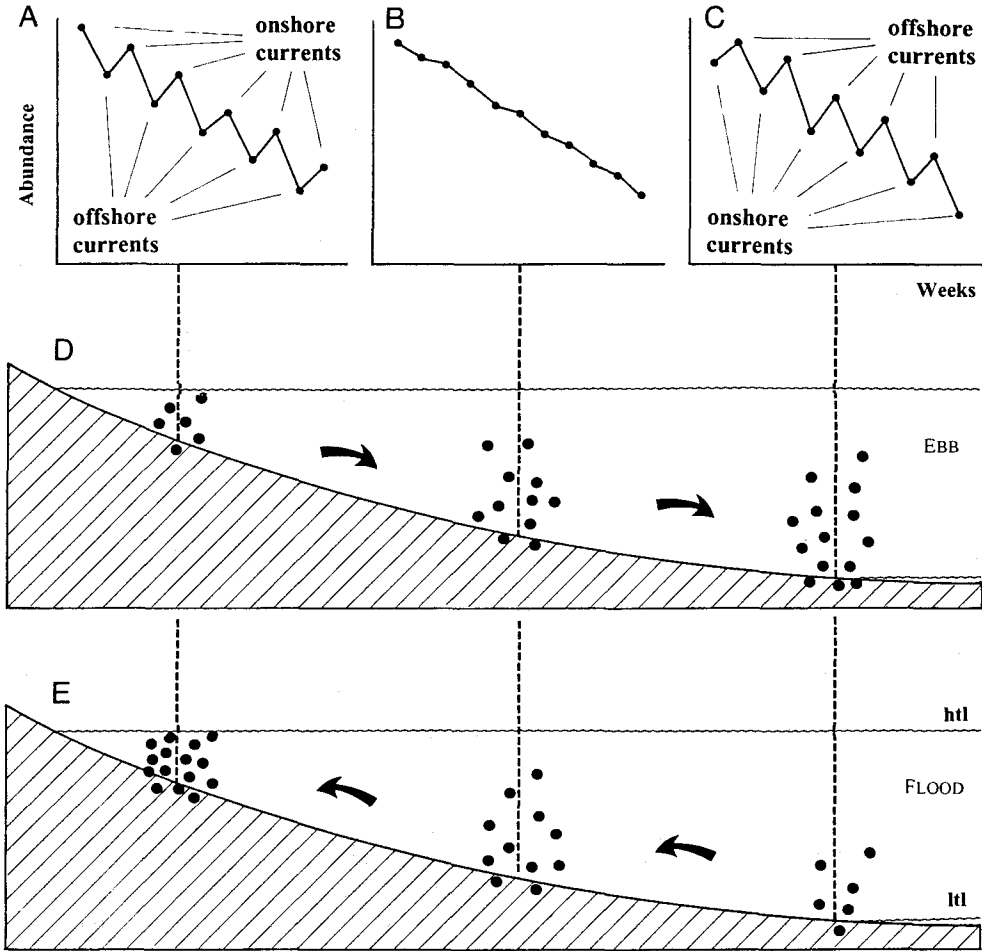 A
B
C
onshore
currents
offshore
currents
Abundance
offshore
currents
onshore
currents
Weeks
D
EBB
E
htl
FLOOD
ltl